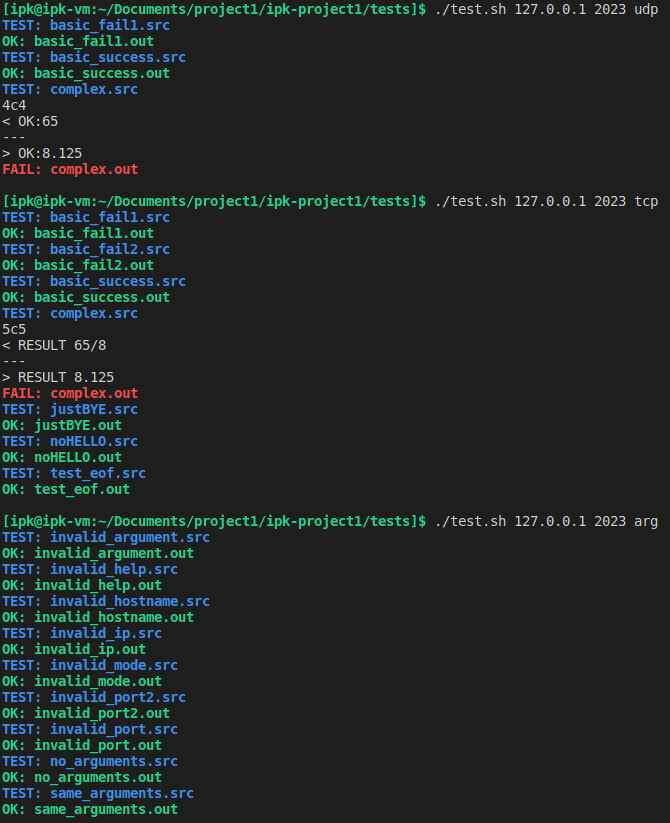 [ipk@ipk-vm:~/Documents/project1/ipk-project1/tests]$ ./test.sh 127.0.0.1 2023 udp
TEST: basic_fail1.src
OK: basic_fail1.out
TEST: basic_success.src
OK: basic_success.out
TEST: complex.src
4c4
< OK:65
---
> OK:8.125
FAIL: complex.out

[ipk@ipk-vm:~/Documents/project1/ipk-project1/tests]$ ./test.sh 127.0.0.1 2023 tcp
TEST: basic_fail1.src
OK: basic_fail1.out
TEST: basic_fail2.src
OK: basic_fail2.out
TEST: basic_success.src
OK: basic_success.out
TEST: complex.src
5c5
< RESULT 65/8
---
> RESULT 8.125
FAIL: complex.out
TEST: justBYE.src
OK: justBYE.out
TEST: noHELLO.src
OK: noHELLO.out
TEST: test_eof.src
OK: test_eof.out

[ipk@ipk-vm:~/Documents/project1/ipk-project1/tests]$ ./test.sh 127.0.0.1 2023 arg
TEST: invalid_argument.src
OK: invalid_argument.out
TEST: invalid_help.src
OK: invalid_help.out
TEST: invalid_hostname.src
OK: invalid_hostname.out
TEST: invalid_ip.src
OK: invalid_ip.out
TEST: invalid_mode.src
OK: invalid_mode.out
TEST: invalid_port2.src
OK: invalid_port2.out
TEST: invalid_port.src
OK: invalid_port.out
TEST: no_arguments.src
OK: no_arguments.out
TEST: same_arguments.src
OK: same_arguments.out